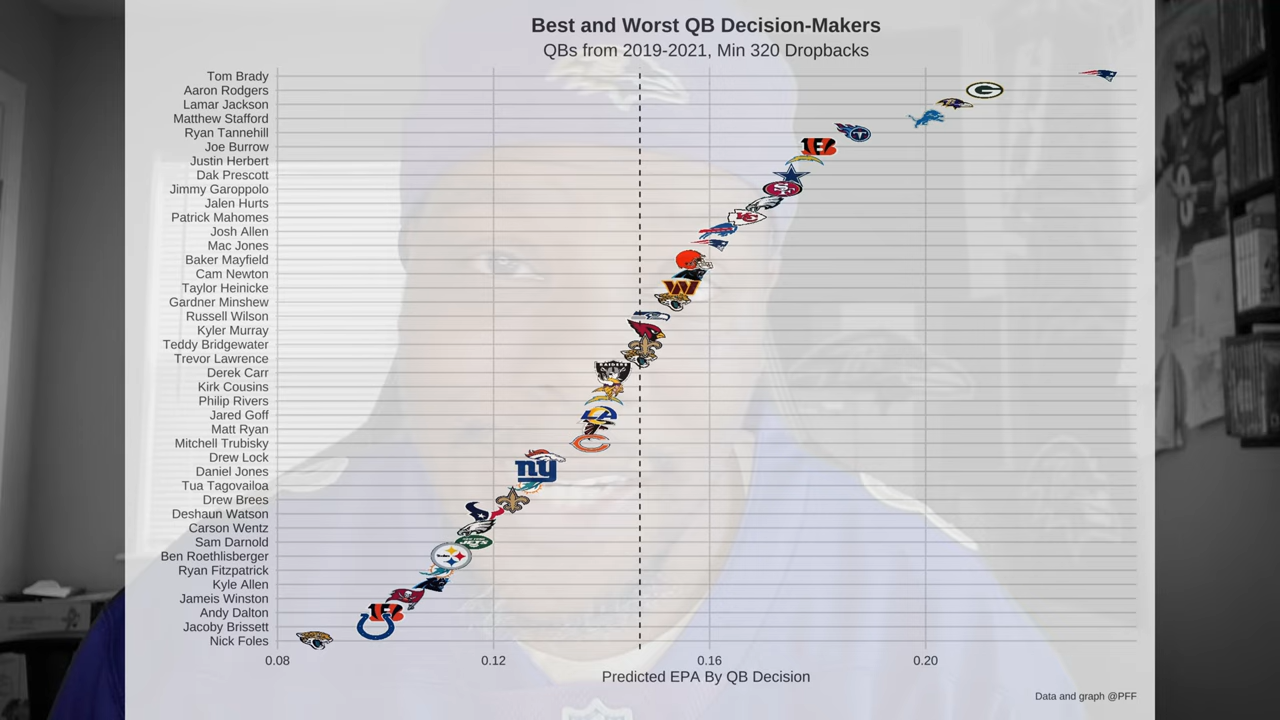 Best and Worst QB Decision-Makers
QBs from 2019-2021, Min 320 Dropbacks
Tom Brady
Aaron Rodgers
Lamar Jackson
Matthew Stafford
Ryan Tannehill
Joe Burrow
Justin Herbert
Dak Prescott
Jimmy Garoppolo
Jalen Hurts
Patrick Mahomes
Josh Allen
Mac Jones
Baker Mayfield
Cam Newton
Taylor Heinicke
Gardner Minshew
Russell Wilson
Kyler Murray
Teddy Bridgewater
Trevor Lawrence
Derek Carr
Kirk Cousins
Philip Rivers
Jared Goff
Matt Ryan
Mitchell Trubisky
Drew Lock
Daniel Jones
Tua Tagovailoa
Drew Brees
Deshaun Watson
Carson Wentz
Sam Darnold
Ben Roethlisberger
Ryan Fitzpatrick
Kyle Allen
Jameis Winston
Andy Dalton
Jacoby Brissett
Nick Foles
RAIDERS
ny
JETS
0.08 0.12 0.16 0.20
Predicted EPA By QB Decision
Data and graph @PFF